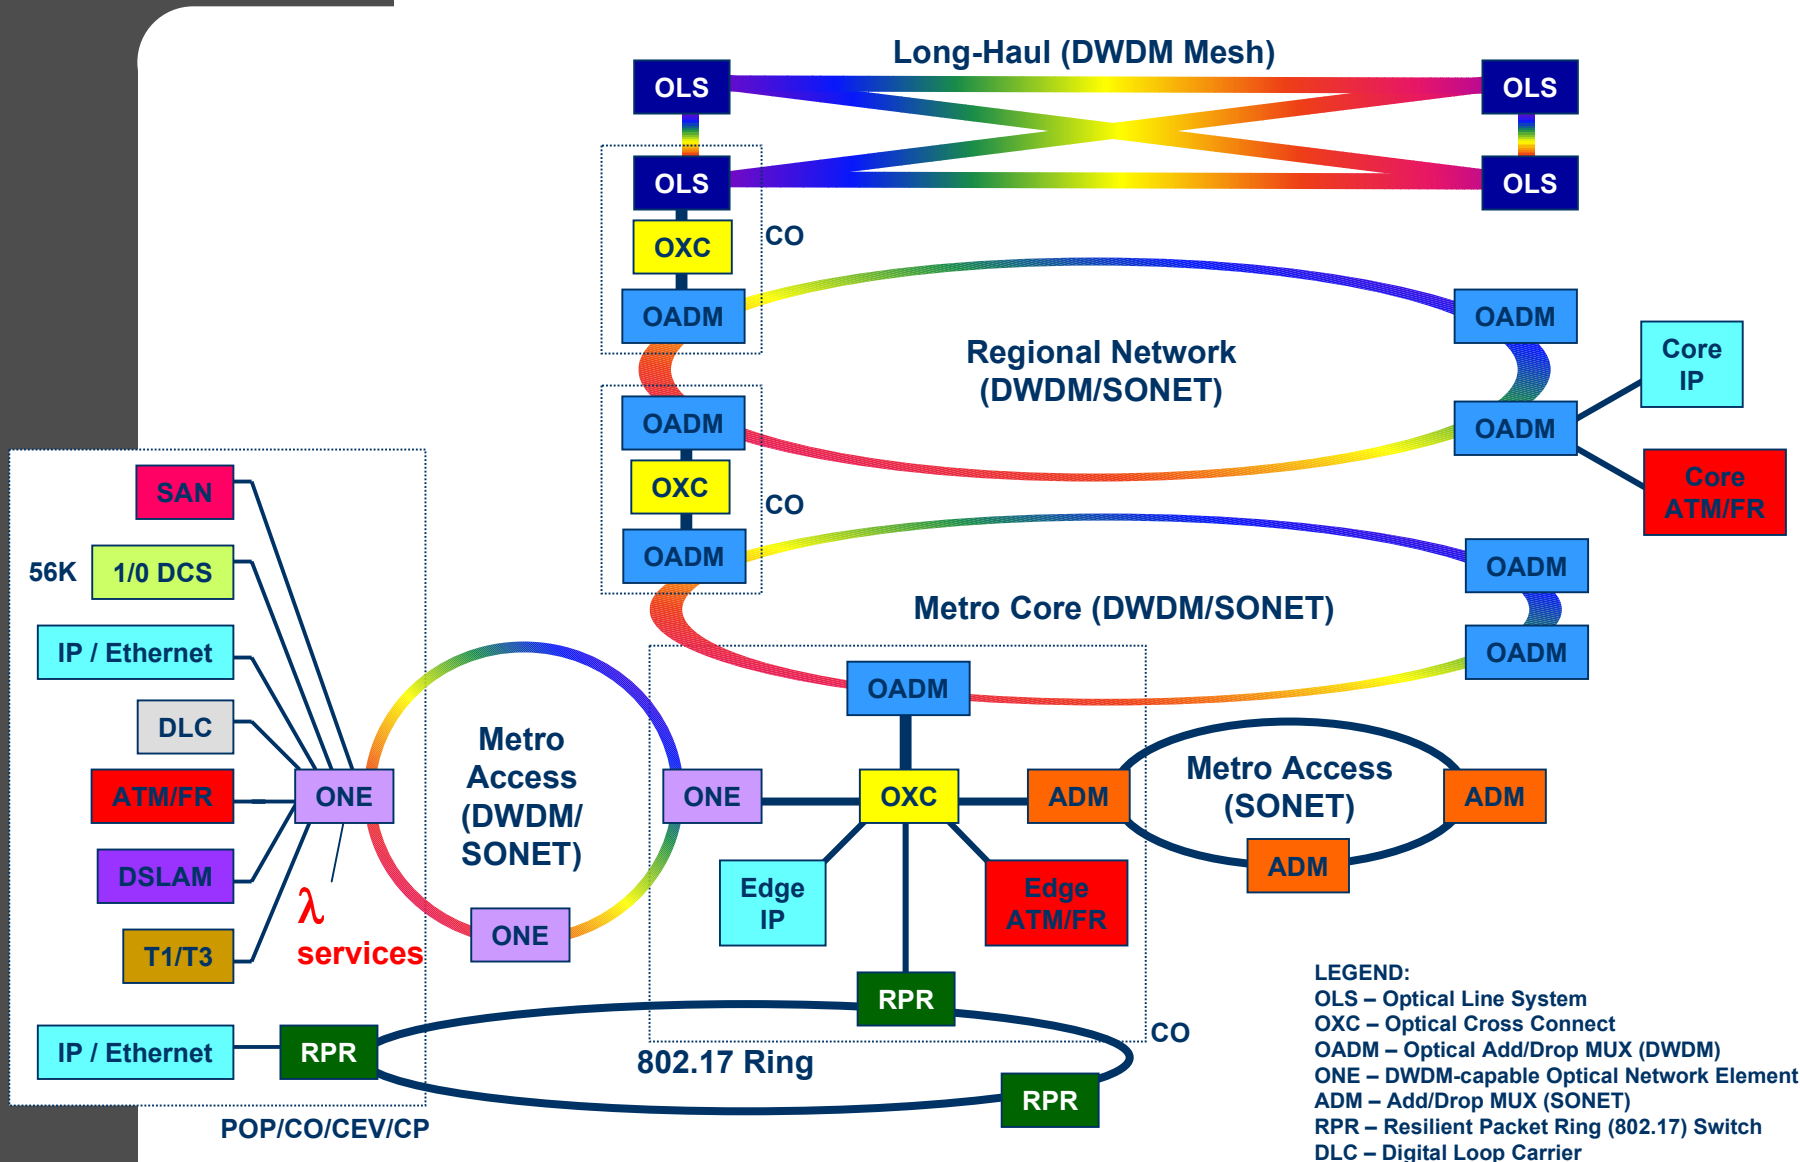 Long-Haul (DWDM Mesh)
OLS
OLS
OLS
OLS
OXC
CO
OADM
OADM
Regional Network
(DWDM/SONET)
Core
IP
OADM
OADM
Core
ATM/FR
OXC
CO
OADM
OADM
Metro Core (DWDM/SONET)
OADM
OADM
SAN
56K
1/0 DCS
IP / Ethernet
DLC
ATM/FR
DSLAM
T1/T3
ONE
λ
services
Metro
Access
(DWDM/
SONET)
ONE
ONE
OXC
ADM
Metro Access
(SONET)
ADM
ADM
Edge
IP
Edge
ATM/FR
RPR
CO
IP / Ethernet
RPR
802.17 Ring
RPR
POP/CO/CEV/CP
LEGEND:
OLS – Optical Line System
OXC – Optical Cross Connect
OADM – Optical Add/Drop MUX (DWDM)
ONE – DWDM-capable Optical Network Element
ADM – Add/Drop MUX (SONET)
RPR – Resilient Packet Ring (802.17) Switch
DLC – Digital Loop Carrier